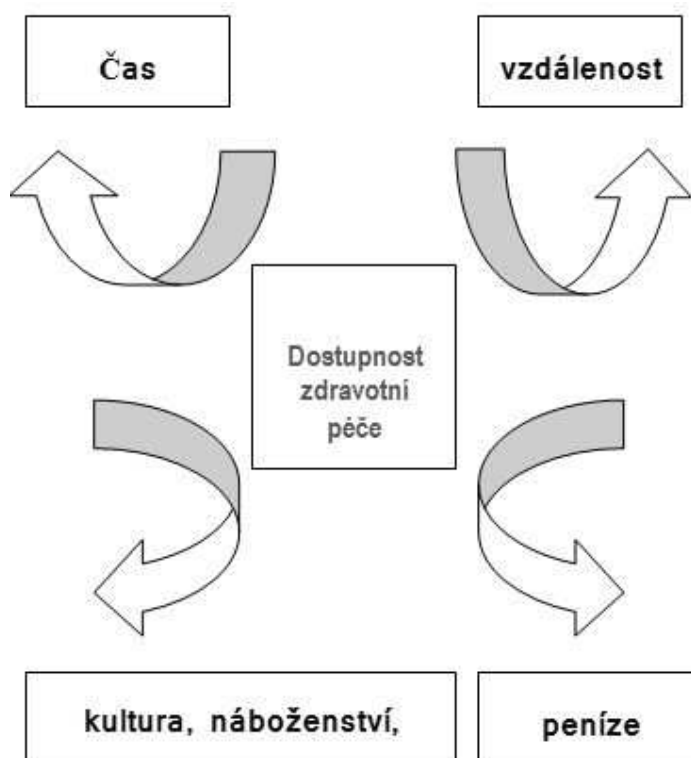 Čas
vzdálenost
Dostupnost
zdravotní
péče
kultura, náboženství,
peníze